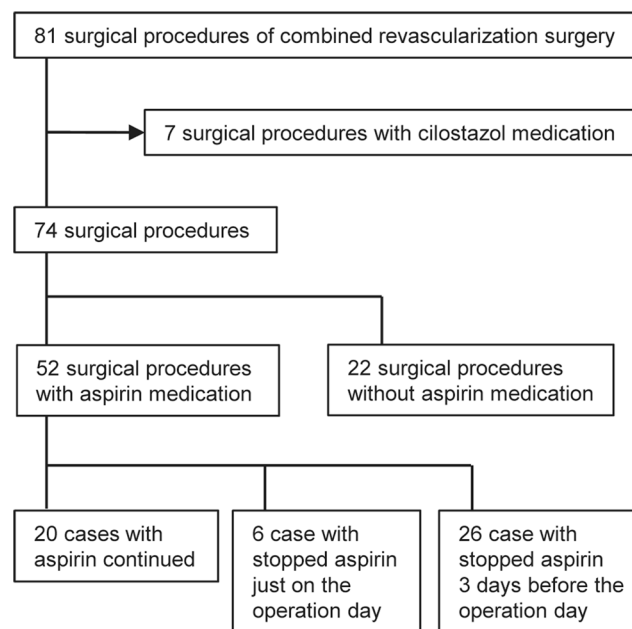 81 surgical procedures of combined revascularization surgery
7 surgical procedures with cilostazol medication
74 surgical procedures
52 surgical procedures
with aspirin medication
22 surgical procedures
without aspirin medication
20 cases with
aspirin continued
6 case with
stopped aspirin
just on the
operation day
26 case with
stopped aspirin
3 days before the
operation day